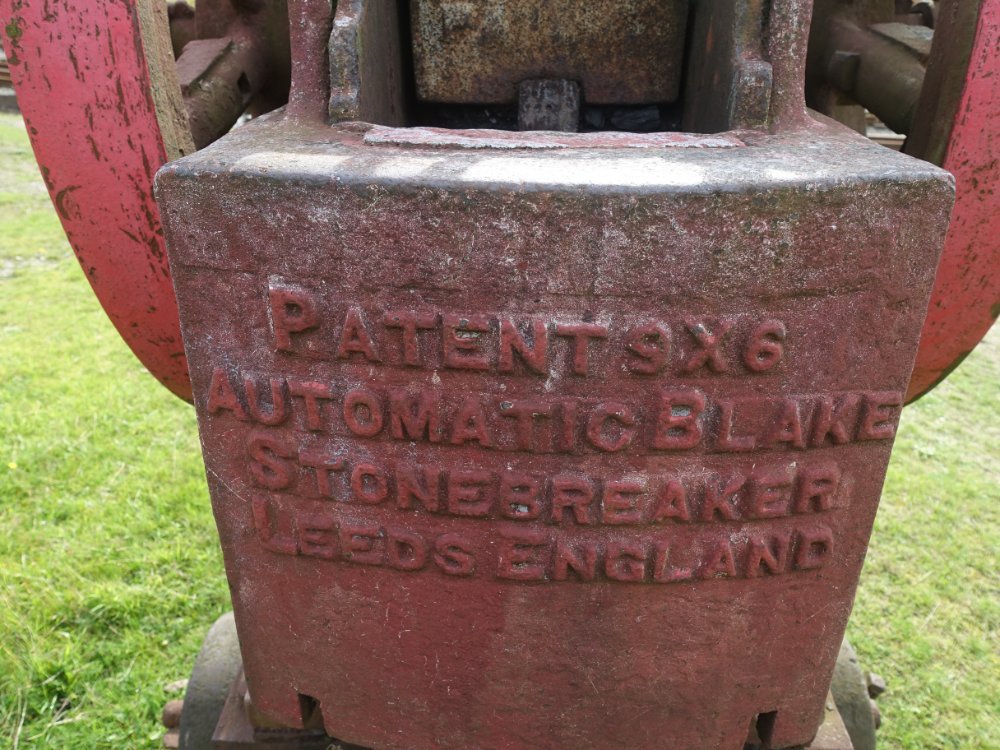 PATENT 9X6
AUTOMATIC BLAKE
STONEBREAKER
LEEDS ENGLAND